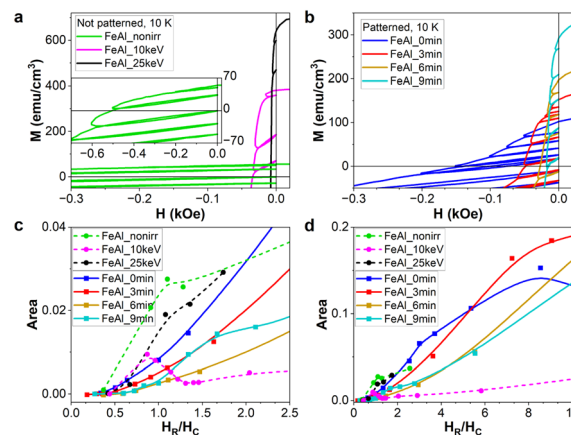 a
Not patterned, 10 K
FeAl_nonirr
FeAl_10keV
FeAl_25keV
M (emu/cm³)
600
400
200
0
70
0
−70
−0.6 −0.4 −0.2 0.0
−0.3 −0.2 −0.1 0.0
H (kOe)
b
Patterned, 10 K
FeAl_0min
FeAl_3min
FeAl_6min
FeAl_9min
M (emu/cm³)
300
200
100
0
−0.3 −0.2 −0.1 0.0
H (kOe)
c
FeAl_nonirr
FeAl_10keV
FeAl_25keV
FeAl_0min
FeAl_3min
FeAl_6min
FeAl_9min
Area
0.04
0.02
0.00
0.0 0.5 1.0 1.5 2.0 2.5
H_R/H_C
d
FeAl_nonirr
FeAl_10keV
FeAl_25keV
FeAl_0min
FeAl_3min
FeAl_6min
FeAl_9min
Area
0.2
0.1
0.0
0 2 4 6 8 10
H_R/H_C